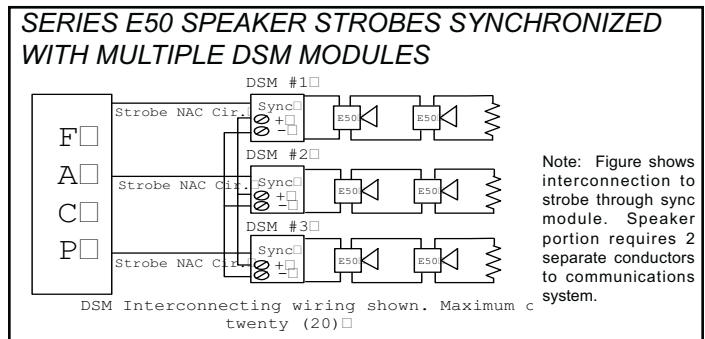 SERIES E50 SPEAKER STROBES SYNCHRONIZED
WITH MULTIPLE DSM MODULES
DSM #1□
Strobe NAC Cir.□
Sync□
+□
-□
E50□
E50□
F□
A□
C□
P□
DSM #2□
Strobe NAC Cir.□
Sync□
+□
-□
E50□
E50□
DSM #3□
Strobe NAC Cir.□
Sync□
+□
-□
E50□
E50□
Note: Figure shows
interconnection to
strobe through sync
module. Speaker
portion requires 2
separate conductors
to communications
system.
DSM Interconnecting wiring shown. Maximum
twenty (20)□